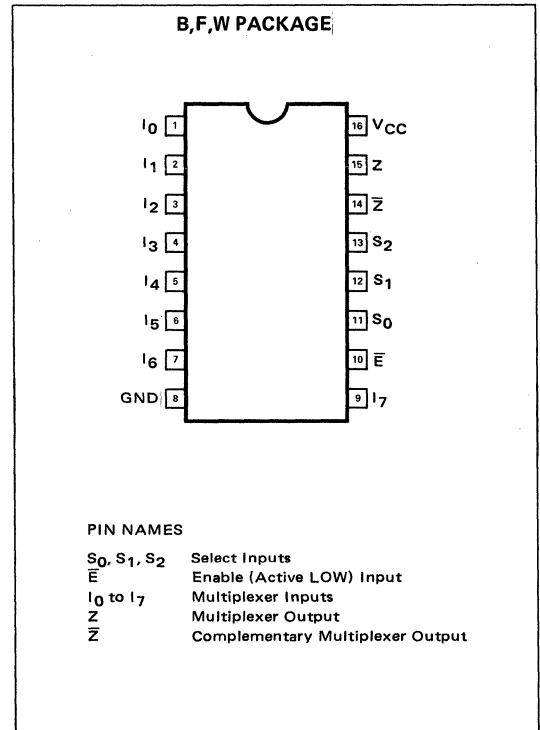 B,F,W PACKAGE
I0 1 16 VCC
I1 2 15 Z
I2 3 14 Z̅
I3 4 13 S2
I4 5 12 S1
I5 6 11 S0
I6 7 10 E̅
GND 8 9 I7
PIN NAMES
S0, S1, S2 Select Inputs
E̅ Enable (Active LOW) Input
I0 to I7 Multiplexer Inputs
Z Multiplexer Output
Z̅ Complementary Multiplexer Output